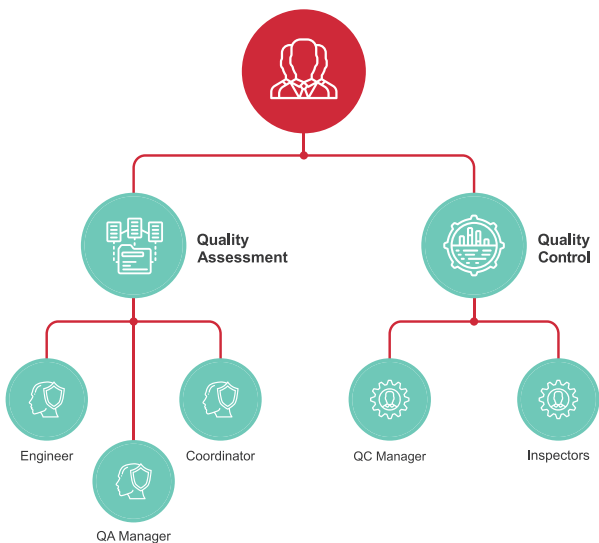 Quality
Assessment
Quality
Control
Engineer
Coordinator
QC Manager
Inspectors
QA Manager